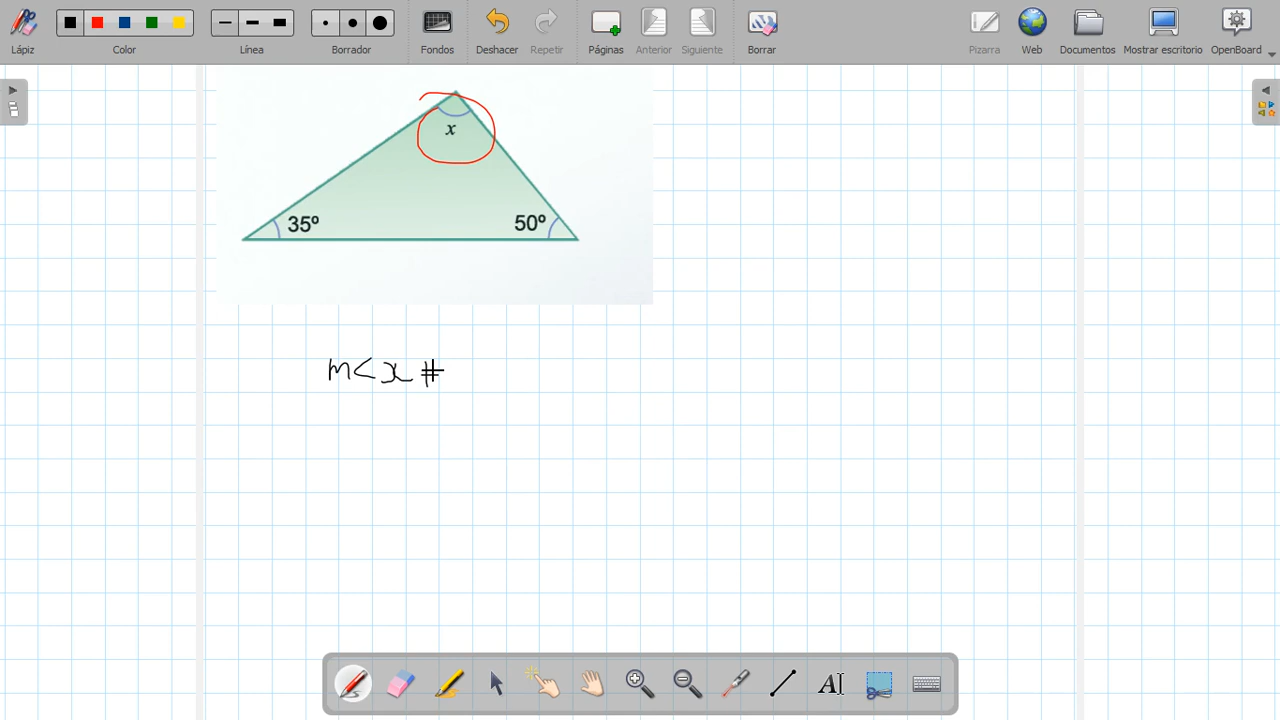 Lápiz
Color
Línea
Borrador
Fondos
Deshacer
Repetir
Páginas
Anterior
Siguiente
Borrar
Pizarra
Web
Documentos
Mostrar escritorio
OpenBoard
x
35º
50º
m<x #
A